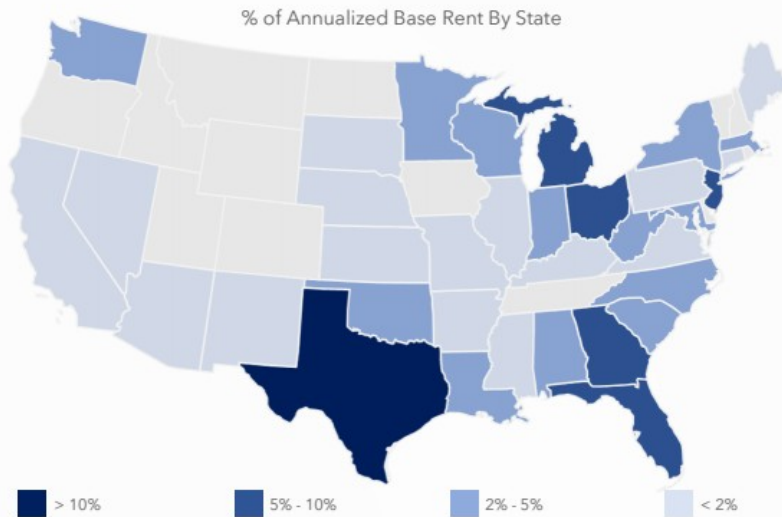 % of Annualized Base Rent By State
> 10%
5% - 10%
2% - 5%
< 2%